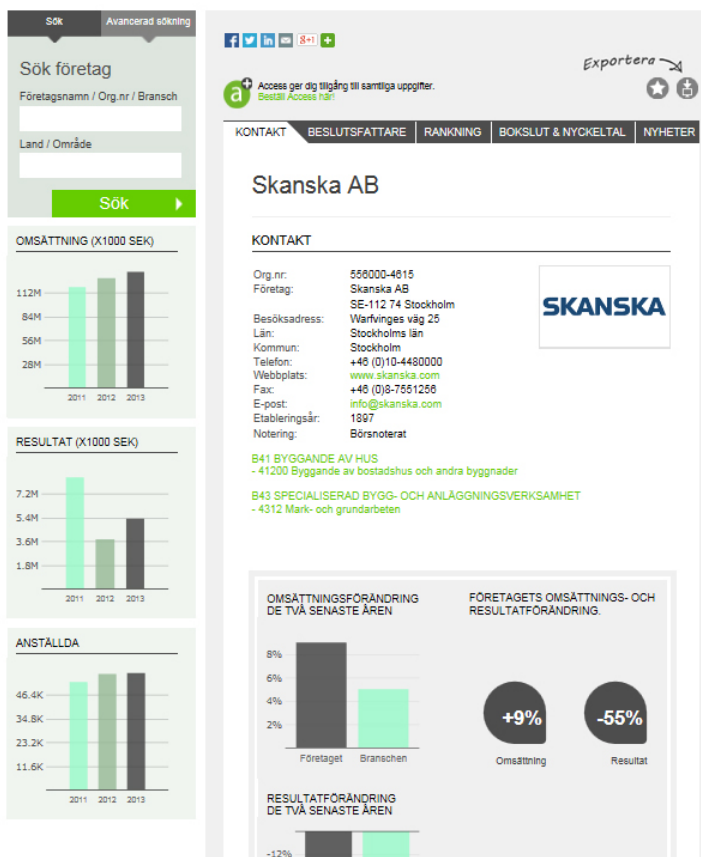 Sök
Avancerad sökning
Sök företag
Företagsnamn / Org.nr / Bransch
Land / Område
Sök
OMSÄTTNING (X1000 SEK)
112M
84M
56M
28M
2011 2012 2013
RESULTAT (X1000 SEK)
7.2M
5.4M
3.6M
1.8M
2011 2012 2013
ANSTÄLLDA
46.4K
34.8K
23.2K
11.6K
2011 2012 2013
8+1
Exportera
a
Access ger dig tillgång till samtliga uppgifter.
Beställ Access här!
KONTAKT BESLUTSFATTARE RANKNING BOKSLUT & NYCKELTAL NYHETER
Skanska AB
KONTAKT
Org.nr: 556000-4615
Företag: Skanska AB
SE-112 74 Stockholm
Besöksadress: Warfvinges väg 25
Län: Stockholms län
Kommun: Stockholm
Telefon: +46 (0)10-4480000
Webbplats: www.skanska.com
Fax: +46 (0)8-7551256
E-post: info@skanska.com
Etableringsår: 1897
Notering: Börsnoterat
SKANSKA
B41 BYGGANDE AV HUS
- 41200 Byggande av bostadshus och andra byggnader
B43 SPECIALISERAD BYGG- OCH ANLÄGGNINGSVERKSAMHET
- 4312 Mark- och grundarbeten
OMSÄTTNINGSFÖRÄNDRING
DE TVÅ SENASTE ÅREN
8%
6%
4%
2%
Företaget Branschen
FÖRETAGETS OMSÄTTNINGS- OCH
RESULTATFÖRÄNDRING.
+9% -55%
Omsättning Resultat
RESULTATFÖRÄNDRING
DE TVÅ SENASTE ÅREN
-12%